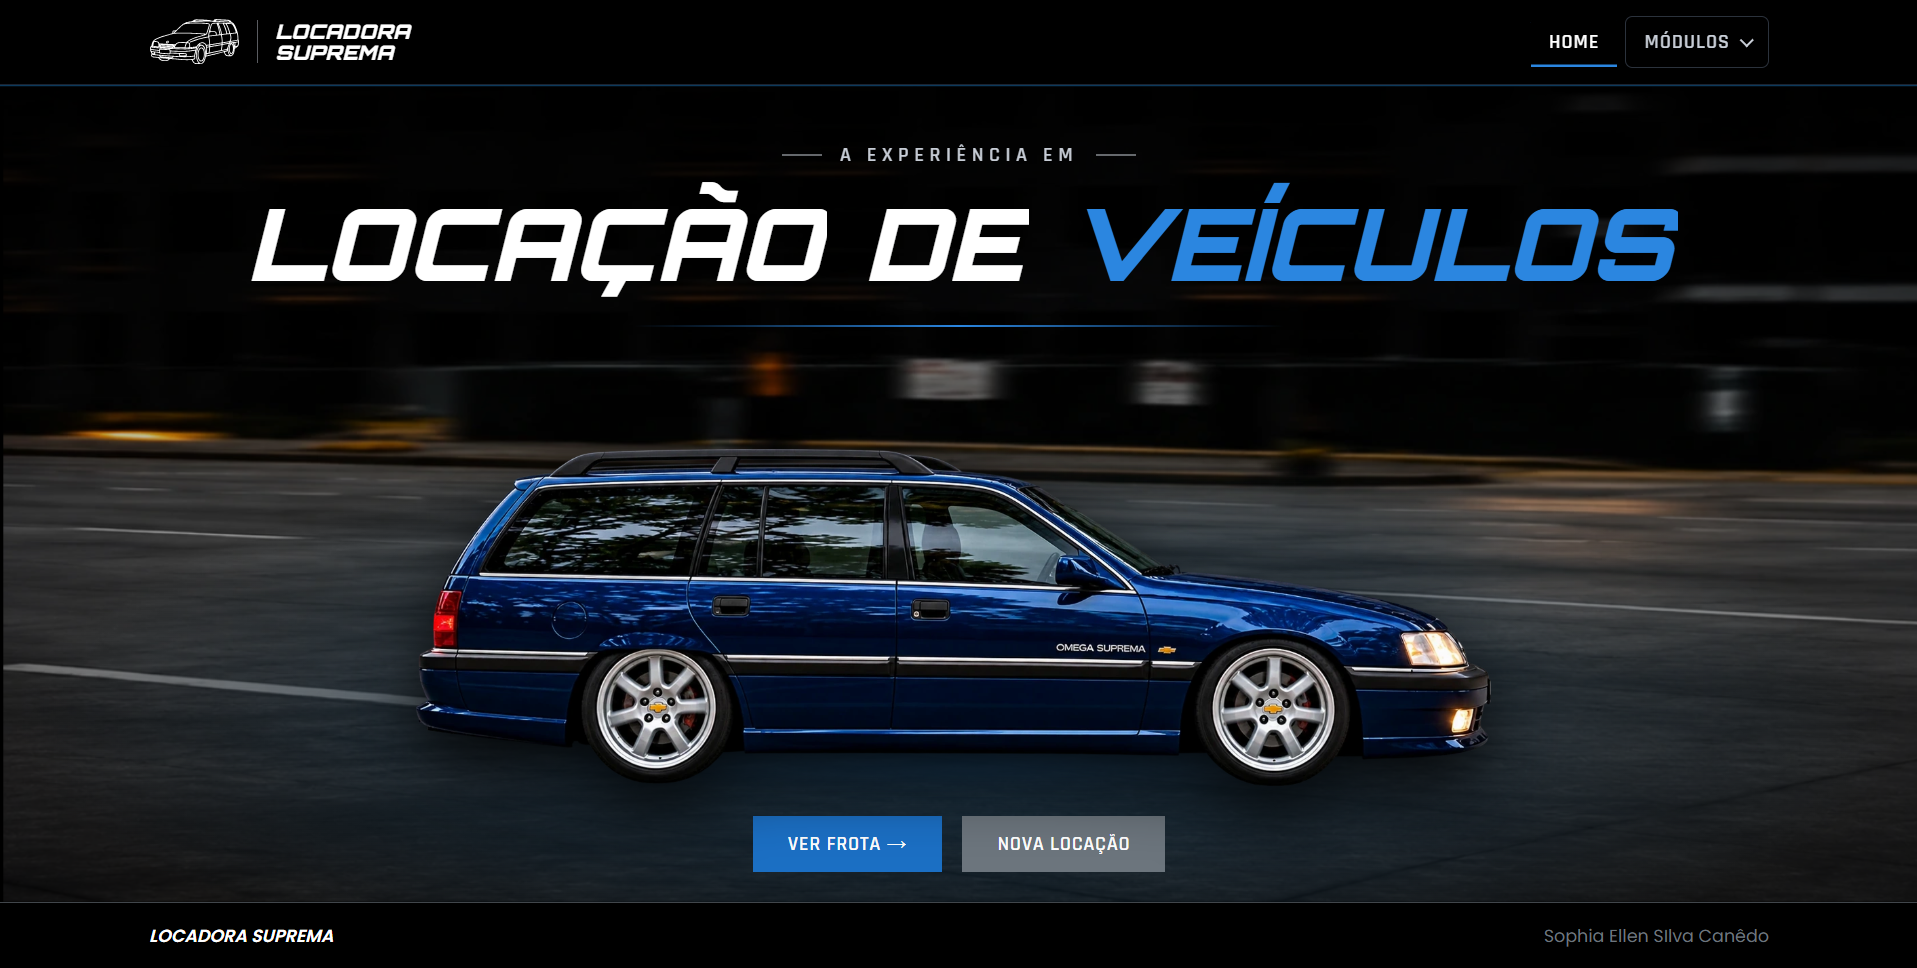 LOCADORA
SUPREMA
HOME
MÓDULOS
A EXPERIÊNCIA EM
LOCAÇÃO DE VEÍCULOS
OMEGA SUPREMA
VER FROTA →
NOVA LOCAÇÃO
LOCADORA SUPREMA
Sophia Ellen SIlva Canêdo